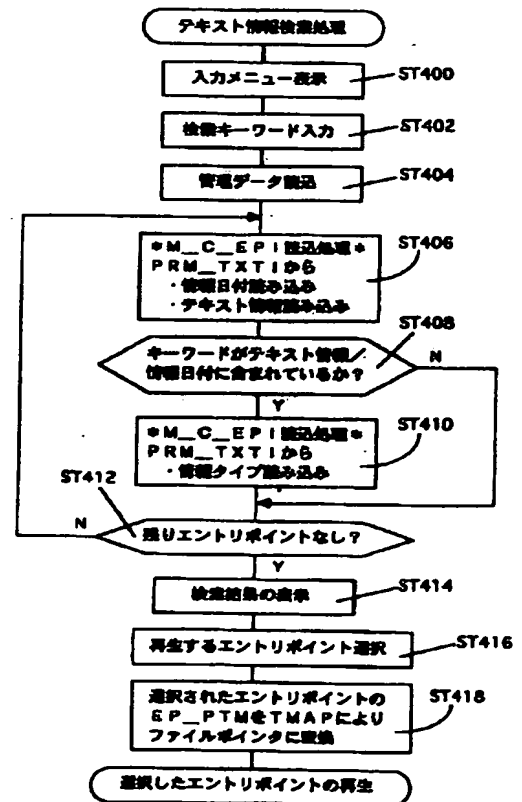 テキスト情報検索処理
入力メニュー表示
ST400
検索キーワード入力
ST402
管理データ読込
ST404
*M__C__EPI読込処理*
PRM__TXTIから
・情報日付読み込み
・テキスト情報読み込み
ST406
ST408
キーワードがテキスト情報/
情報日付に含まれているか?
N
Y
*M__C__EPI読込処理*
PRM__TXTIから
・情報タイプ読み込み
ST410
ST412
N
残りエントリポイントなし?
Y
検索結果の表示
ST414
再生するエントリポイント選択
ST416
選択されたエントリポイントの
EP__PTMをTMAPにより
ファイルポインタに変換
ST418
選択したエントリポイントの再生